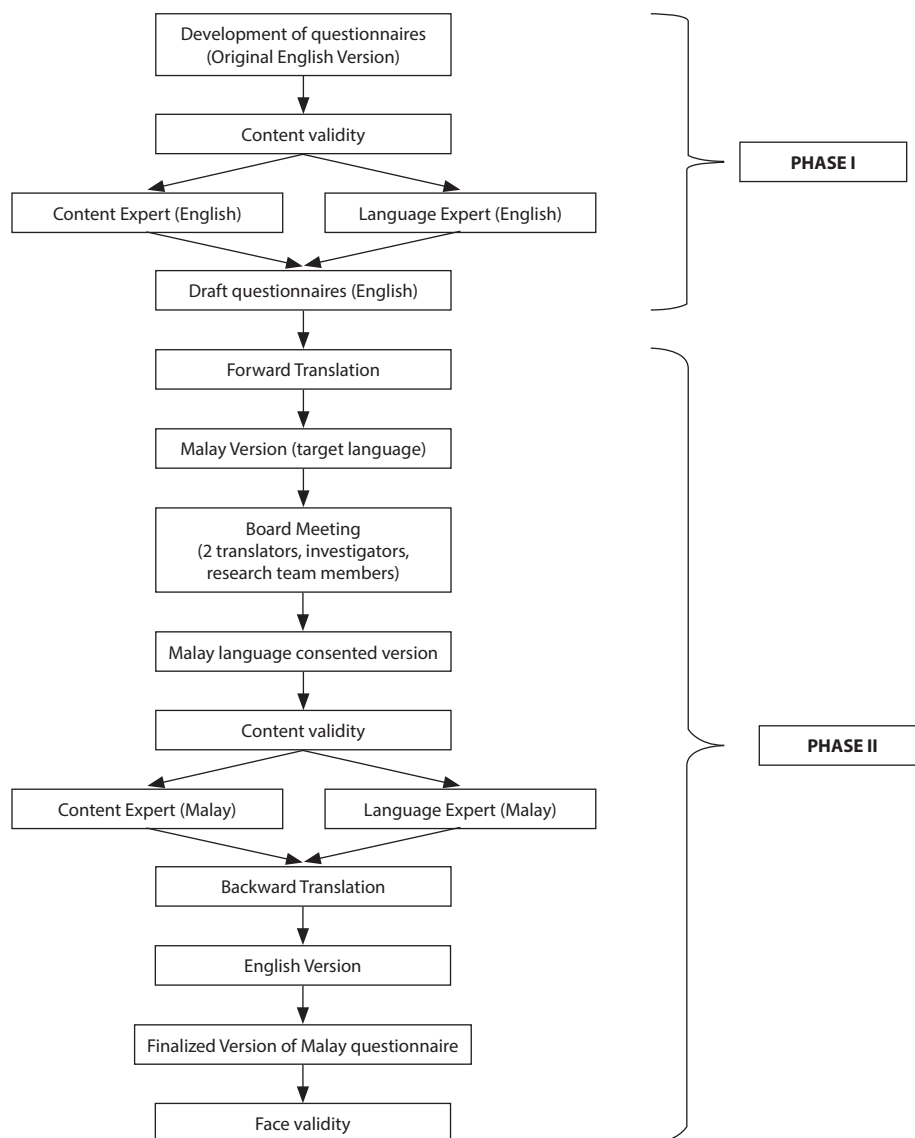 Development of questionnaires
(Original English Version)
Content validity
PHASE I
Content Expert (English)
Language Expert (English)
Draft questionnaires (English)
Forward Translation
Malay Version (target language)
Board Meeting
(2 translators, investigators,
research team members)
Malay language consented version
Content validity
PHASE II
Content Expert (Malay)
Language Expert (Malay)
Backward Translation
English Version
Finalized Version of Malay questionnaire
Face validity